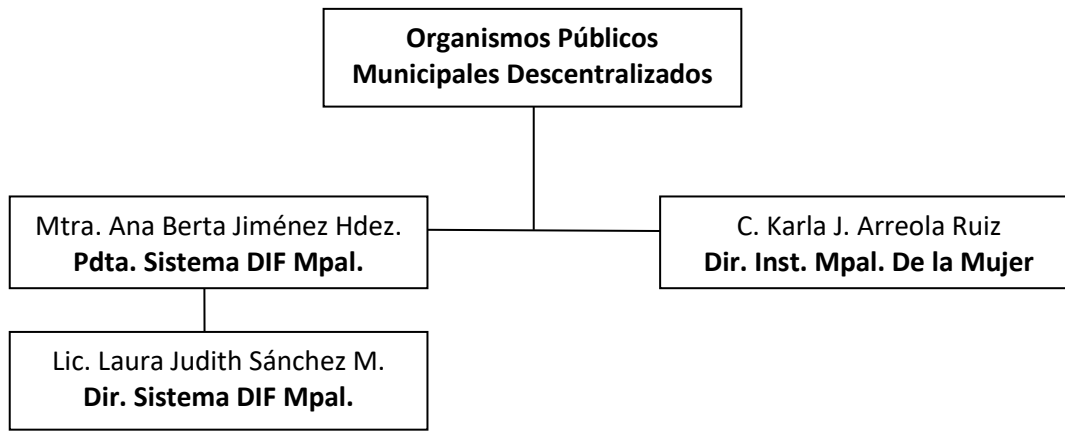 Organismos Públicos
Municipales Descentralizados
Mtra. Ana Berta Jiménez Hdez.
Pdta. Sistema DIF Mpal.
C. Karla J. Arreola Ruiz
Dir. Inst. Mpal. De la Mujer
Lic. Laura Judith Sánchez M.
Dir. Sistema DIF Mpal.